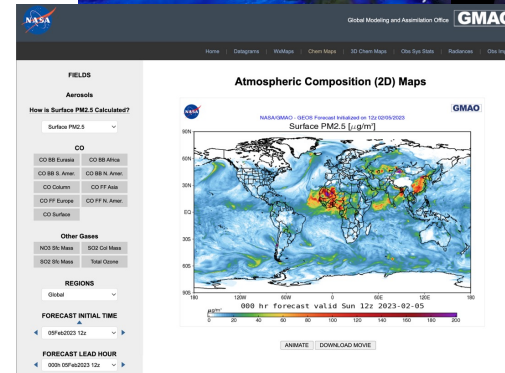 NASA
Global Modeling and Assimilation Office
GMAO
Home | Datagrams | WxMaps | Chem Maps | 3D Chem Maps | Obs Sys Stats | Radiances | Obs Imp
FIELDS
Aerosols
How is Surface PM2.5 Calculated?
Surface PM2.5
CO
CO BB Eurasia CO BB Africa
CO BB S. Amer. CO BB N. Amer.
CO Column CO FF Asia
CO FF Europe CO FF N. Amer.
CO Surface
Other Gases
NO3 Sfc Mass SO2 Col Mass
SO2 Sfc Mass Total Ozone
REGIONS
Global
FORECAST INITIAL TIME
05Feb2023 12z
FORECAST LEAD HOUR
000h 05Feb2023 12z
Atmospheric Composition (2D) Maps
NASA
GMAO
NASA/GMAO - GEOS Forecast Initialized on 12z 02/05/2023
Surface PM2.5 [μg/m³]
90N
60N
30N
EQ
30S
60S
90S
180 120W 60W 0 60E 120E 180
000 hr forecast valid Sun 12z 2023-02-05
μg/m³
0 20 40 60 80 100 120 140 160 180 200
ANIMATE DOWNLOAD MOVIE